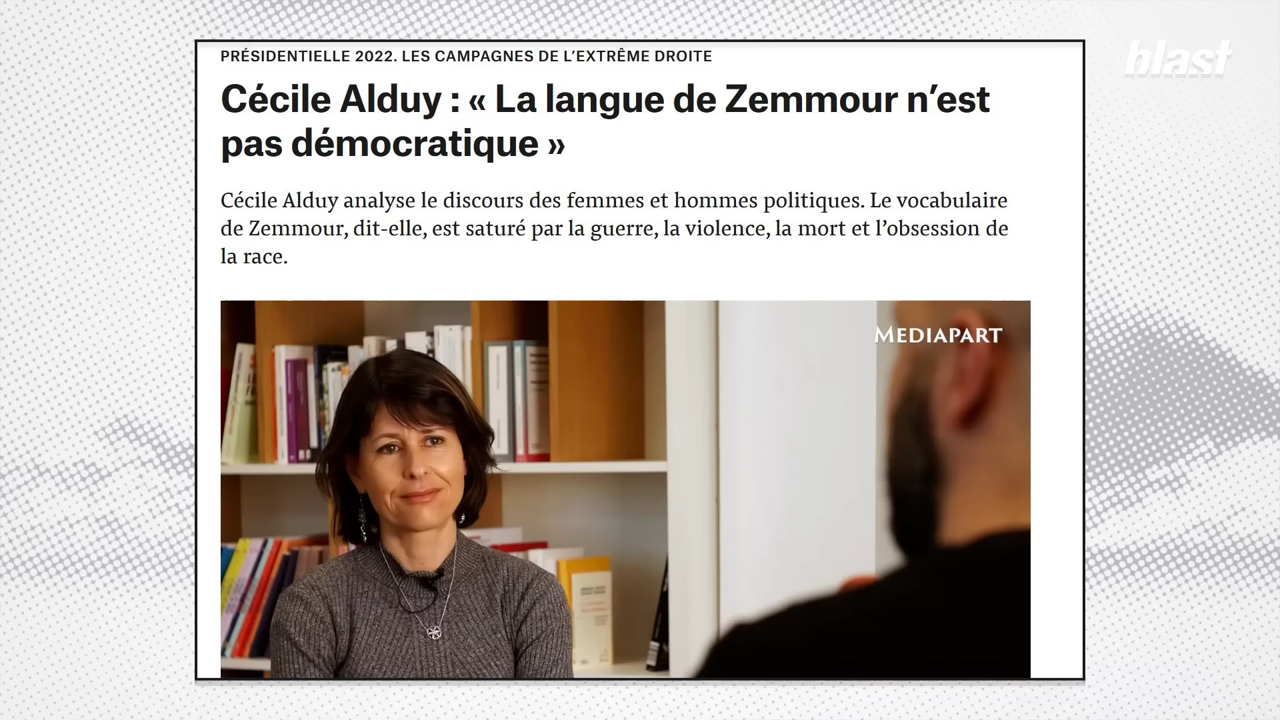 blast
PRÉSIDENTIELLE 2022. LES CAMPAGNES DE L'EXTRÊME DROITE
Cécile Alduy : « La langue de Zemmour n'est
pas démocratique »
Cécile Alduy analyse le discours des femmes et hommes politiques. Le vocabulaire
de Zemmour, dit-elle, est saturé par la guerre, la violence, la mort et l'obsession de
la race.
MEDIAPART